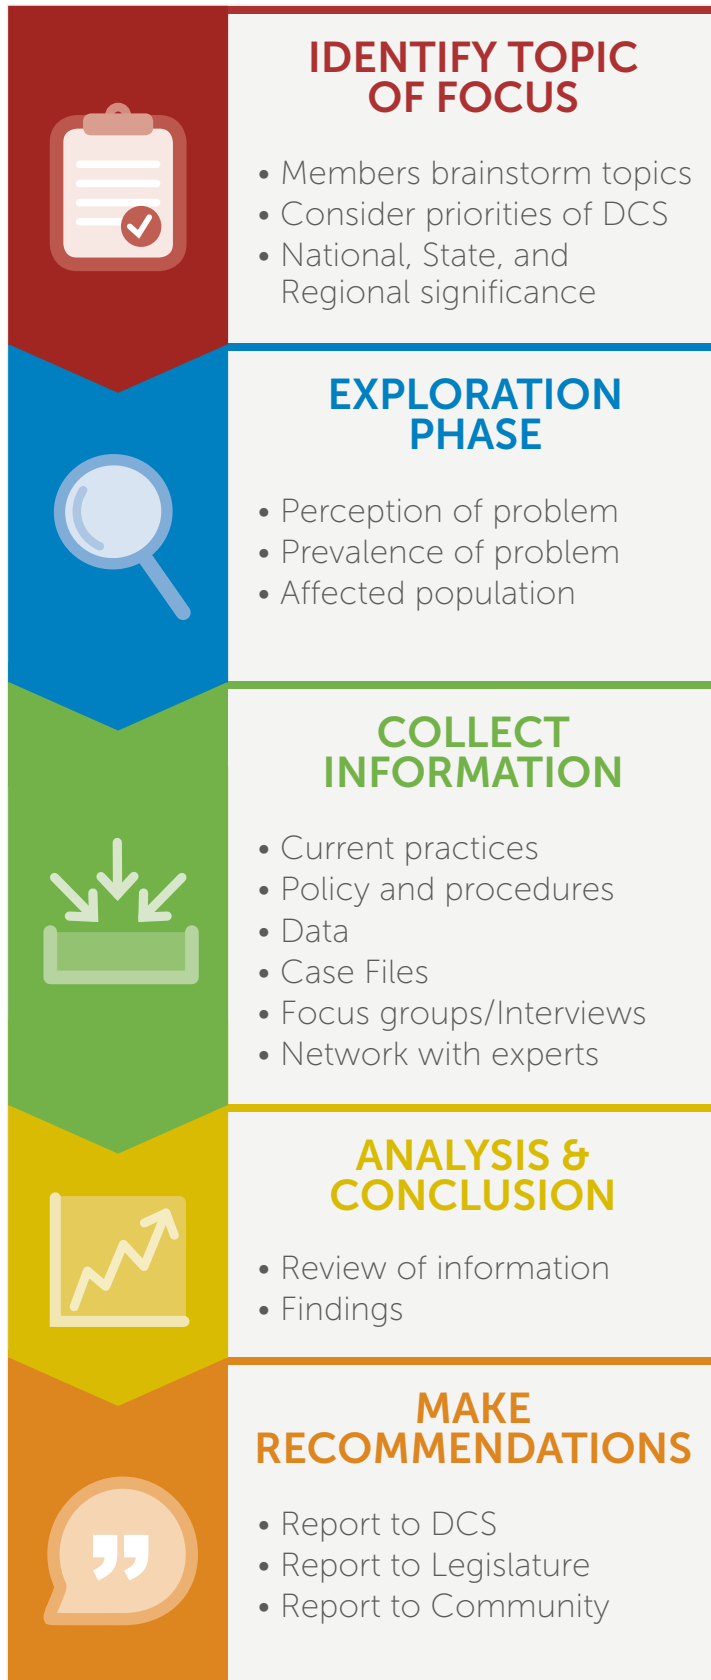 IDENTIFY TOPIC
OF FOCUS
• Members brainstorm topics
• Consider priorities of DCS
• National, State, and
Regional significance
EXPLORATION
PHASE
• Perception of problem
• Prevalence of problem
• Affected population
COLLECT
INFORMATION
• Current practices
• Policy and procedures
• Data
• Case Files
• Focus groups/Interviews
• Network with experts
ANALYSIS &
CONCLUSION
• Review of information
• Findings
MAKE
RECOMMENDATIONS
• Report to DCS
• Report to Legislature
• Report to Community